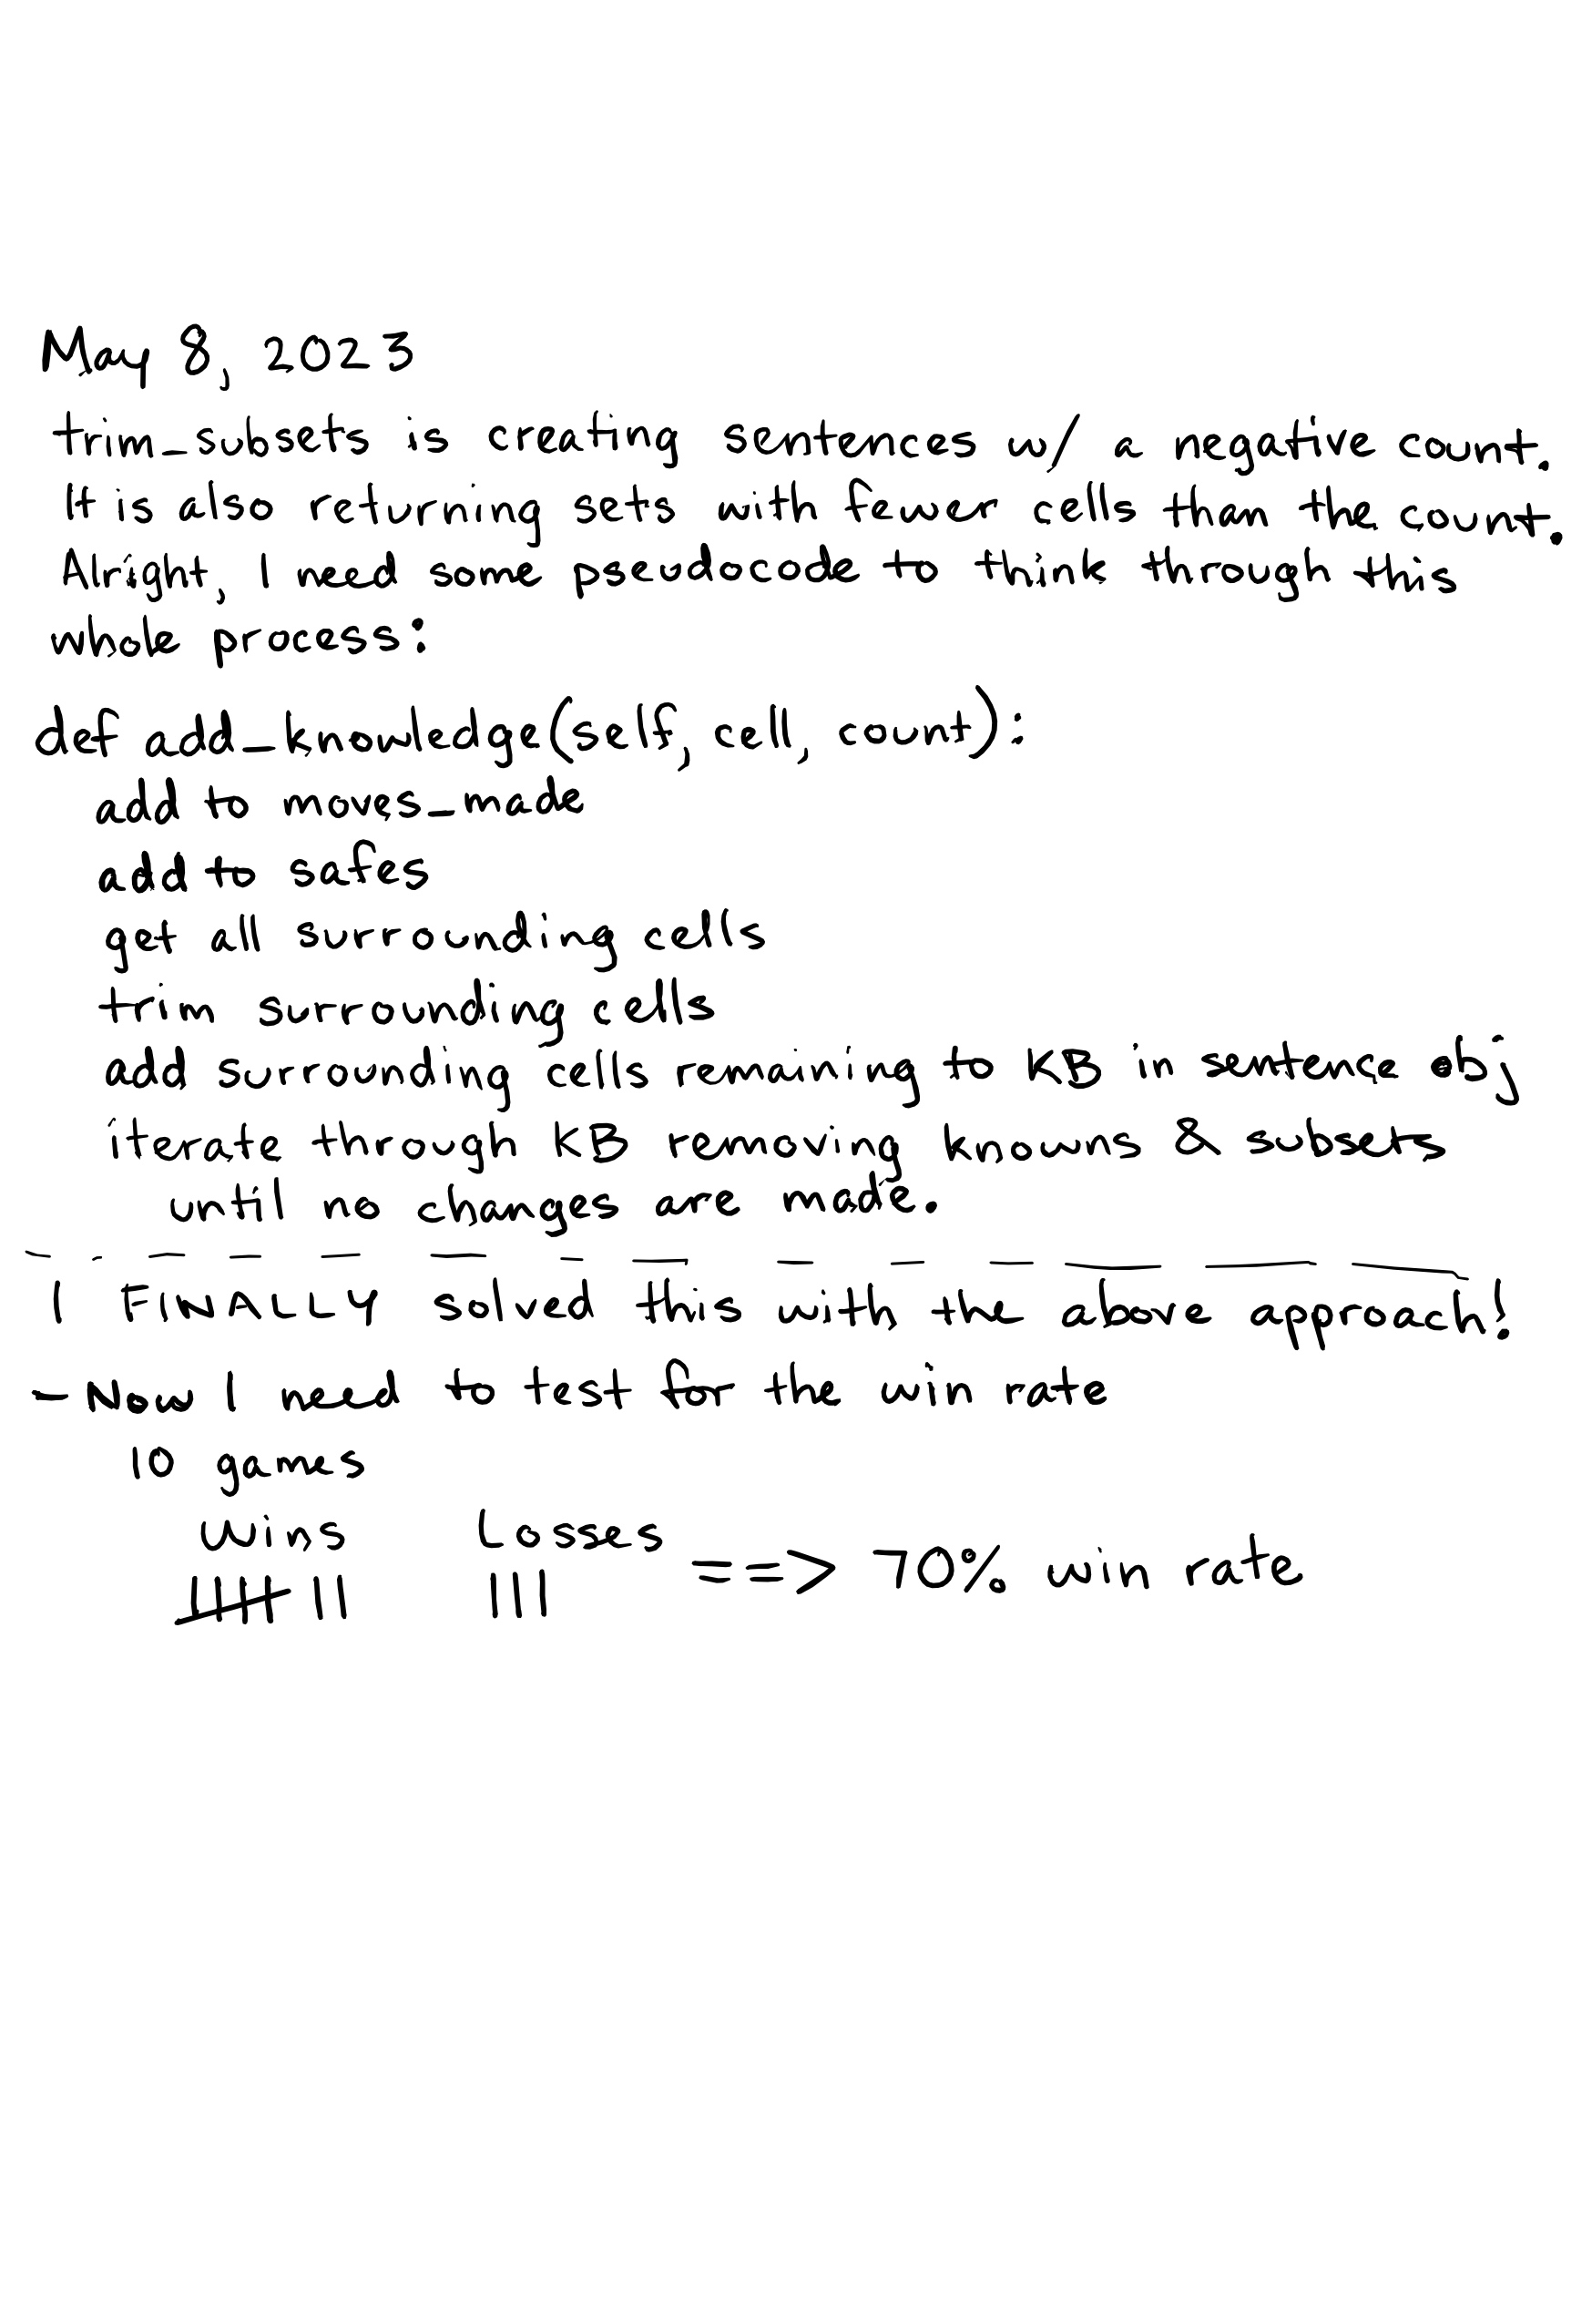 May 8, 2023
trim_subsets is creating sentences w/ a negative count.
It is also returning sets with fewer cells than the count.
Alright, I need some pseudocode to think through this
whole process:
def add_knowledge(self, cell, count):
add to moves_made
add to safes
get all surrounding cells
trim surrounding cells
add surrounding cells remaining to KB in sentence obj
iterate through KB removing knowns & subsets
until no changes are made.
I FINALLY solved this with the above approach!
- Now I need to test for the win rate
10 games
Wins Losses
==> 70% win rate